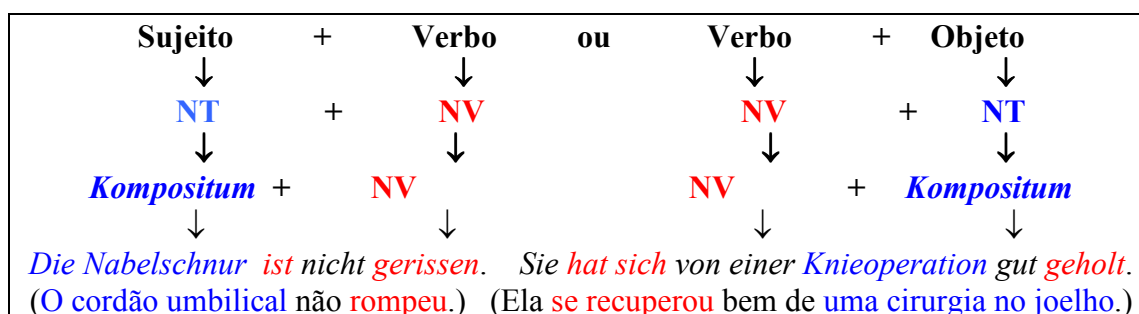 Sujeito + Verbo ou Verbo + Objeto
↓ ↓ ↓ ↓
NT + NV NV + NT
↓ ↓ ↓ ↓
Kompositum + NV NV + Kompositum
↓ ↓ ↓ ↓
Die Nabelschnur ist nicht gerissen. Sie hat sich von einer Knieoperation gut geholt.
(O cordão umbilical não rompeu.) (Ela se recuperou bem de uma cirurgia no joelho.)